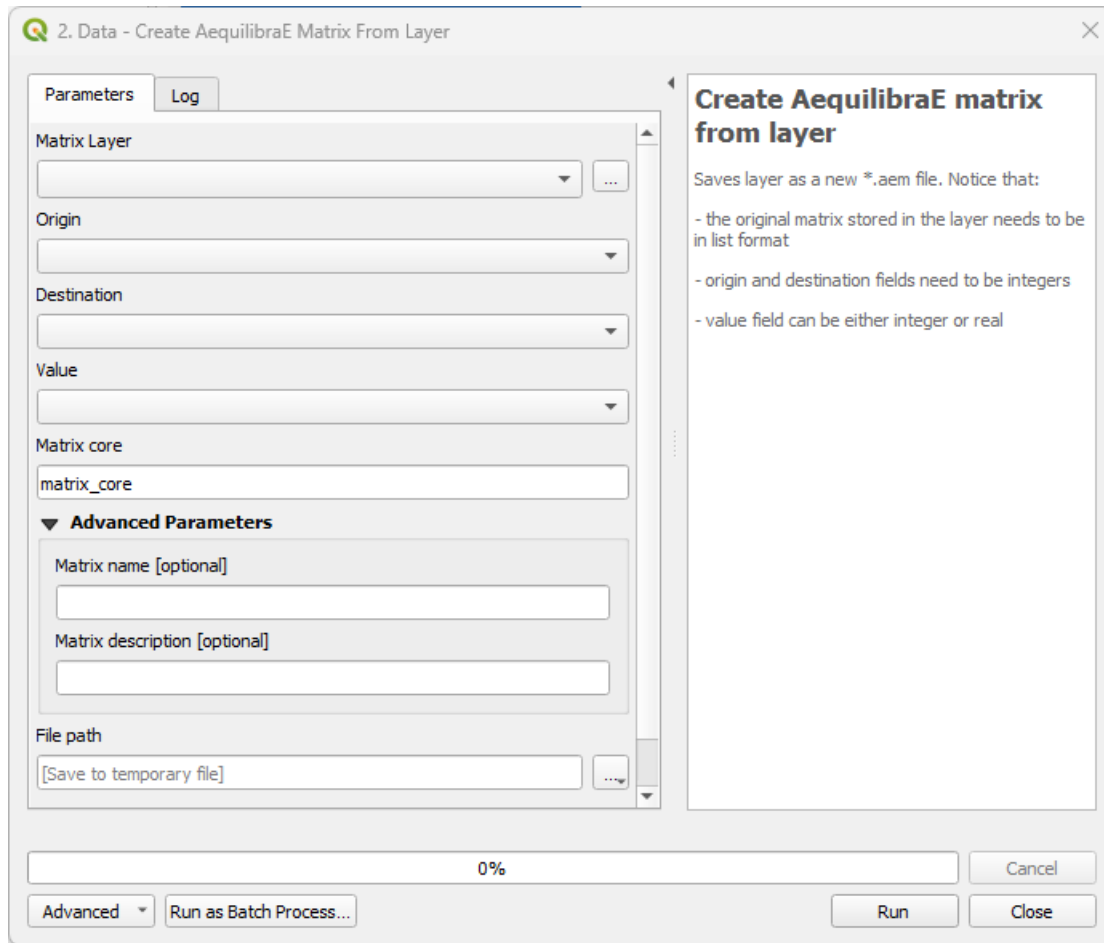 2. Data - Create AequilibraE Matrix From Layer
Parameters
Log
Matrix Layer
...
Origin
Destination
Value
Matrix core
matrix_core
Advanced Parameters
Matrix name [optional]
Matrix description [optional]
File path
[Save to temporary file]
...
Create AequilibraE matrix
from layer
Saves layer as a new *.aem file. Notice that:
- the original matrix stored in the layer needs to be
in list format
- origin and destination fields need to be integers
- value field can be either integer or real
0%
Cancel
Advanced
Run as Batch Process...
Run
Close